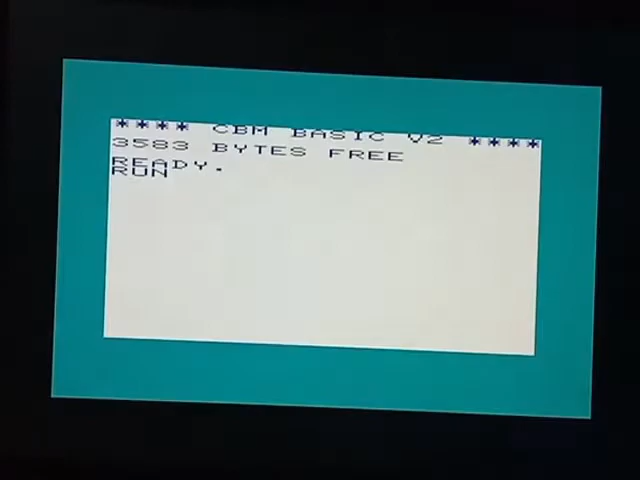 **** CBM BASIC V2 ****
3583 BYTES FREE
READY.
RUN